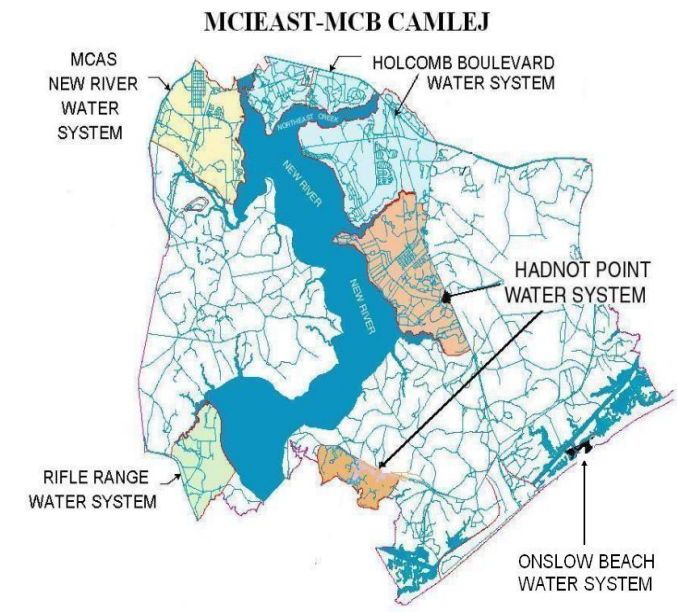 MCIEAST-MCB CAMLEJ
MCAS
NEW RIVER
WATER
SYSTEM
HOLCOMB BOULEVARD
WATER SYSTEM
NORTHEAST CREEK
NEW RIVER
HADNOT POINT
WATER SYSTEM
NEW RIVER
RIFLE RANGE
WATER SYSTEM
ONSLOW BEACH
WATER SYSTEM